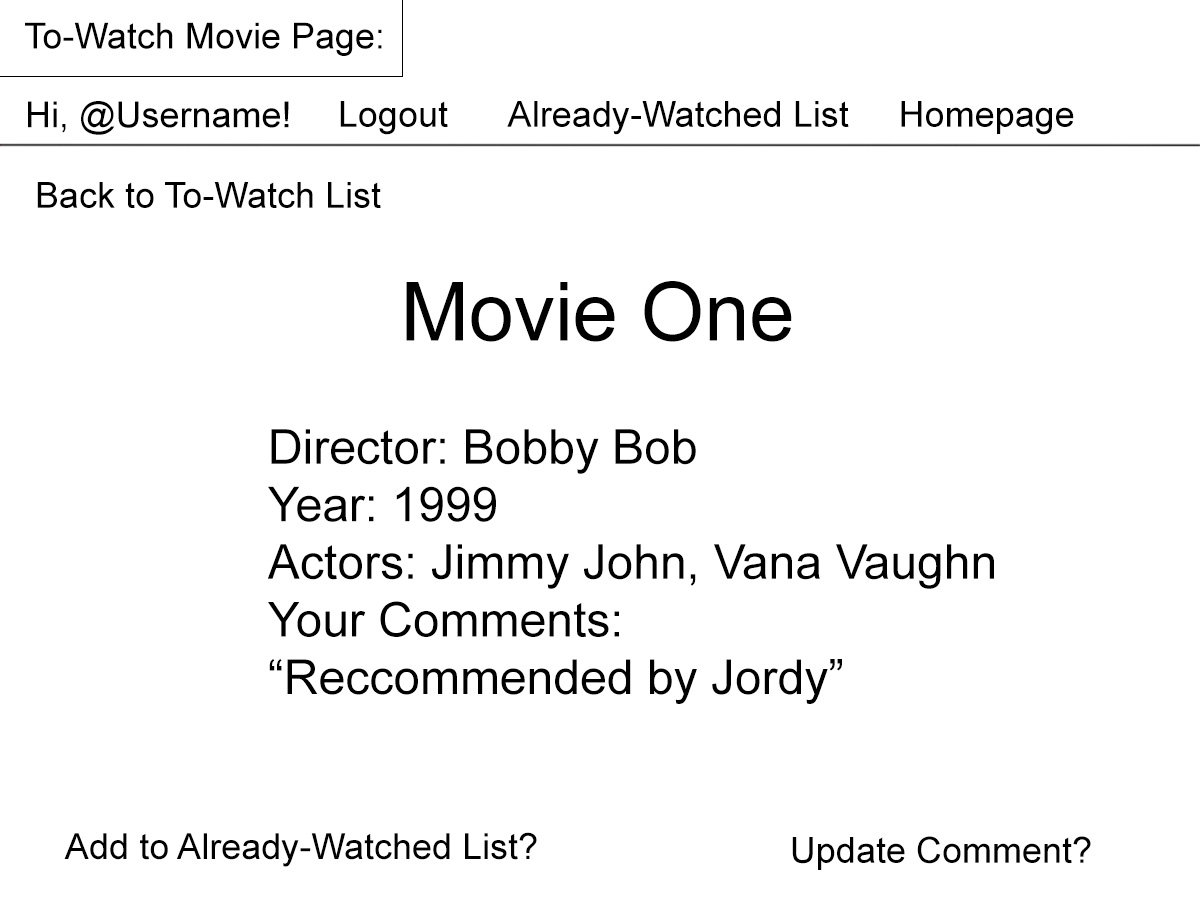 To-Watch Movie Page:
Hi, @Username! Logout Already-Watched List Homepage
Back to To-Watch List
Movie One
Director: Bobby Bob
Year: 1999
Actors: Jimmy John, Vana Vaughn
Your Comments:
“Reccommended by Jordy”
Add to Already-Watched List? Update Comment?